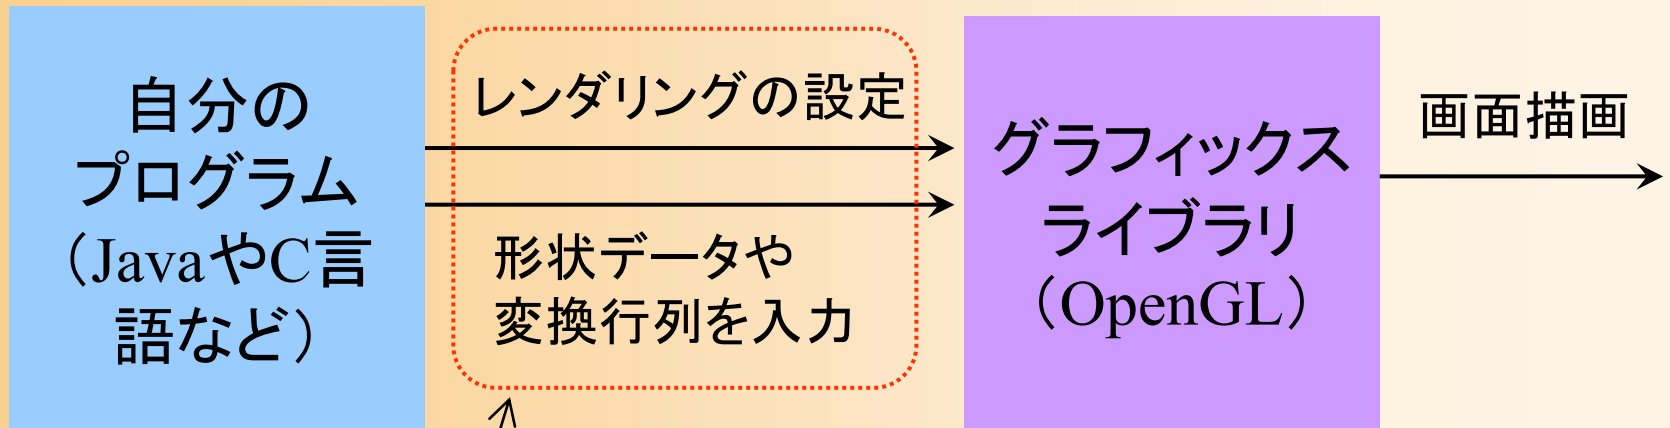 自分の
プログラム
（JavaやC言
語など）
レンダリングの設定
形状データや
変換行列を入力
グラフィックス
ライブラリ
（OpenGL）
画面描画